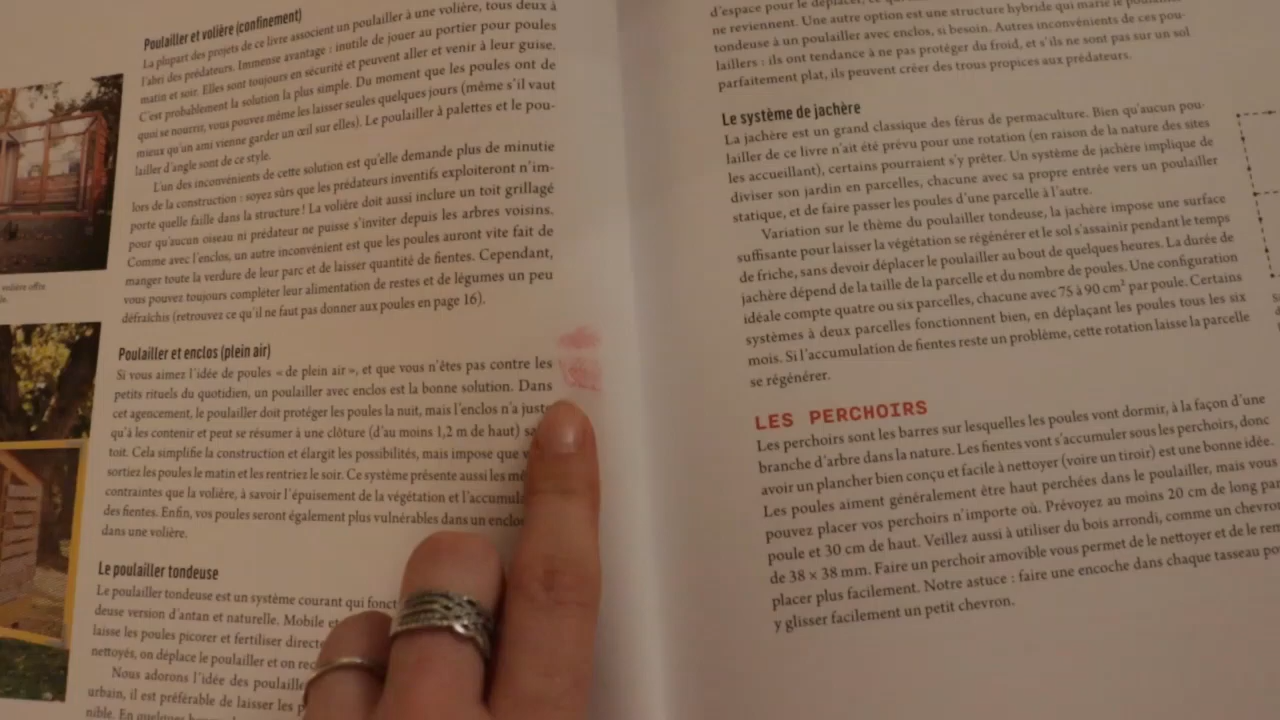 Poulailler et volière (confinement)
La plupart des projets de ce livre associent un poulailler à une volière, tous deux à
l'abri des prédateurs. Immense avantage : inutile de jouer au portier pour poules
matin et soir. Elles sont toujours en sécurité et peuvent aller et venir à leur guise.
C'est probablement la solution la plus simple. Du moment que les poules ont de
quoi se nourrir, vous pouvez même les laisser seules quelques jours (même s'il vaut
mieux qu'un ami vienne garder un œil sur elles). Le poulailler à palettes et le pou-
lailler d'angle sont de ce style.
L'un des inconvénients de cette solution est qu'elle demande plus de minutie
lors de la construction : soyez sûrs que les prédateurs inventifs exploiteront n'im-
porte quelle faille dans la structure ! La volière doit aussi inclure un toit grillagé
pour qu'aucun oiseau ni prédateur ne puisse s'inviter depuis les arbres voisins.
Comme avec l'enclos, un autre inconvénient est que les poules auront vite fait de
manger toute la verdure de leur parc et de laisser quantité de fientes. Cependant,
vous pouvez toujours compléter leur alimentation de restes et de légumes un peu
défraîchis (retrouvez ce qu'il ne faut pas donner aux poules en page 16).
volière offre
Poulailler et enclos (plein air)
Si vous aimez l'idée de poules « de plein air », et que vous n'êtes pas contre les
petits rituels du quotidien, un poulailler avec enclos est la bonne solution. Dans
cet agencement, le poulailler doit protéger les poules la nuit, mais l'enclos n'a juste
qu'à les contenir et peut se résumer à une clôture (d'au moins 1,2 m de haut)
toit. Cela simplifie la construction et élargit les possibilités, mais impose que
sortiez les poules le matin et les rentriez le soir. Ce système présente aussi les
contraintes que la volière, à savoir l'épuisement de la végétation et
des fientes. Enfin, vos poules seront également plus vulnérables dans un
dans une volière.
Le poulailler tondeuse
Le poulailler tondeuse est un système courant qui
deuse version d'antan et naturelle. Mobile
laisse les poules picorer et fertiliser
nettoyés, on déplace le poulailler et on
Nous adorons l'idée des
urbain, il est préférable de laisser les
nible. En quelques
d'espace pour le déplacer,
ne reviennent. Une autre option est une structure hybride qui marie le
tondeuse à un poulailler avec enclos, si besoin. Autres inconvénients de ces pou-
laillers : ils ont tendance à ne pas protéger du froid, et s'ils ne sont pas sur un sol
parfaitement plat, ils peuvent créer des trous propices aux prédateurs.
Le système de jachère
La jachère est un grand classique des férus de permaculture. Bien qu'aucun pou-
lailler de ce livre n'ait été prévu pour une rotation (en raison de la nature des sites
les accueillant), certains pourraient s'y prêter. Un système de jachère implique de
diviser son jardin en parcelles, chacune avec sa propre entrée vers un poulailler
statique, et de faire passer les poules d'une parcelle à l'autre.
Variation sur le thème du poulailler tondeuse, la jachère impose une surface
suffisante pour laisser la végétation se régénérer et le sol s'assainir pendant le temps
de friche, sans devoir déplacer le poulailler au bout de quelques heures. La durée de
jachère dépend de la taille de la parcelle et du nombre de poules. Une configuration
idéale compte quatre ou six parcelles, chacune avec 75 à 90 cm² par poule. Certains
systèmes à deux parcelles fonctionnent bien, en déplaçant les poules tous les six
mois. Si l'accumulation de fientes reste un problème, cette rotation laisse la parcelle
se régénérer.
LES PERCHOIRS
Les perchoirs sont les barres sur lesquelles les poules vont dormir, à la façon d'une
branche d'arbre dans la nature. Les fientes vont s'accumuler sous les perchoirs, donc
avoir un plancher bien conçu et facile à nettoyer (voire un tiroir) est une bonne idée.
Les poules aiment généralement être haut perchées dans le poulailler, mais vous
pouvez placer vos perchoirs n'importe où. Prévoyez au moins 20 cm de long par
poule et 30 cm de haut. Veillez aussi à utiliser du bois arrondi, comme un chevron
de 38 × 38 mm. Faire un perchoir amovible vous permet de le nettoyer et de le
placer plus facilement. Notre astuce : faire une encoche dans chaque tasseau
y glisser facilement un petit chevron.